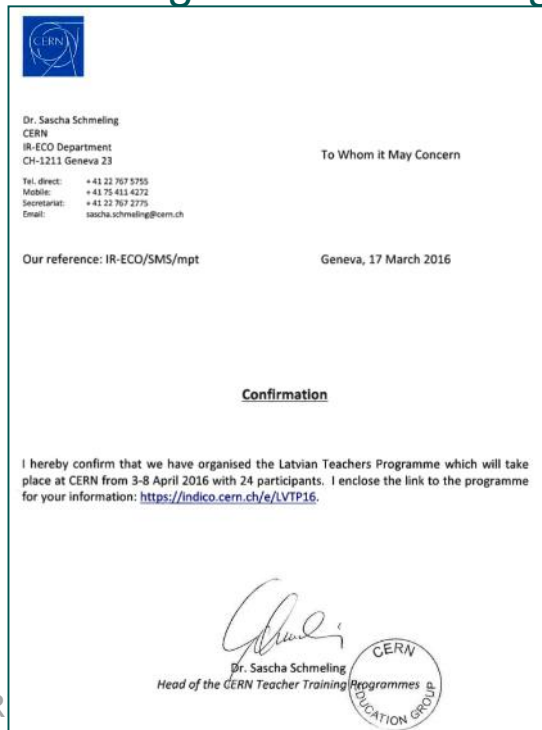 CERN
Dr. Sascha Schmeling
CERN
IR-ECO Department
CH-1211 Geneva 23
To Whom it May Concern
Tel. direct: + 41 22 767 5755
Mobile: + 41 75 411 4272
Secretariat: + 41 22 767 2775
Email: sascha.schmeling@cern.ch
Our reference: IR-ECO/SMS/mpt
Geneva, 17 March 2016
Confirmation
I hereby confirm that we have organised the Latvian Teachers Programme which will take
place at CERN from 3-8 April 2016 with 24 participants. I enclose the link to the programme
for your information: https://indico.cern.ch/e/LVTP16.
Dr. Sascha Schmeling
Head of the CERN Teacher Training Programmes
CERN
EDUCATION GROUP
R